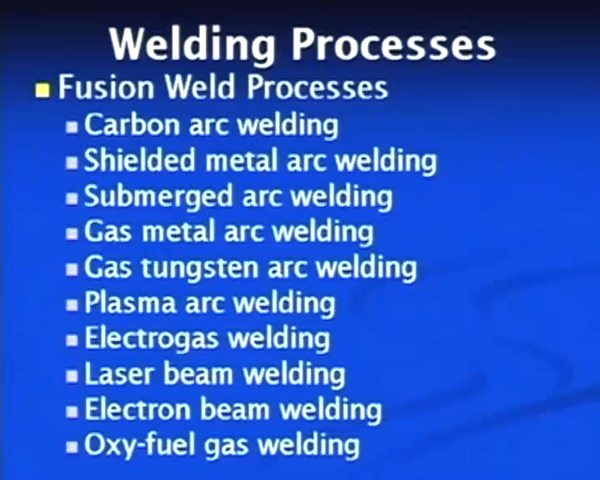 Welding Processes
Fusion Weld Processes
Carbon arc welding
Shielded metal arc welding
Submerged arc welding
Gas metal arc welding
Gas tungsten arc welding
Plasma arc welding
Electrogas welding
Laser beam welding
Electron beam welding
Oxy-fuel gas welding